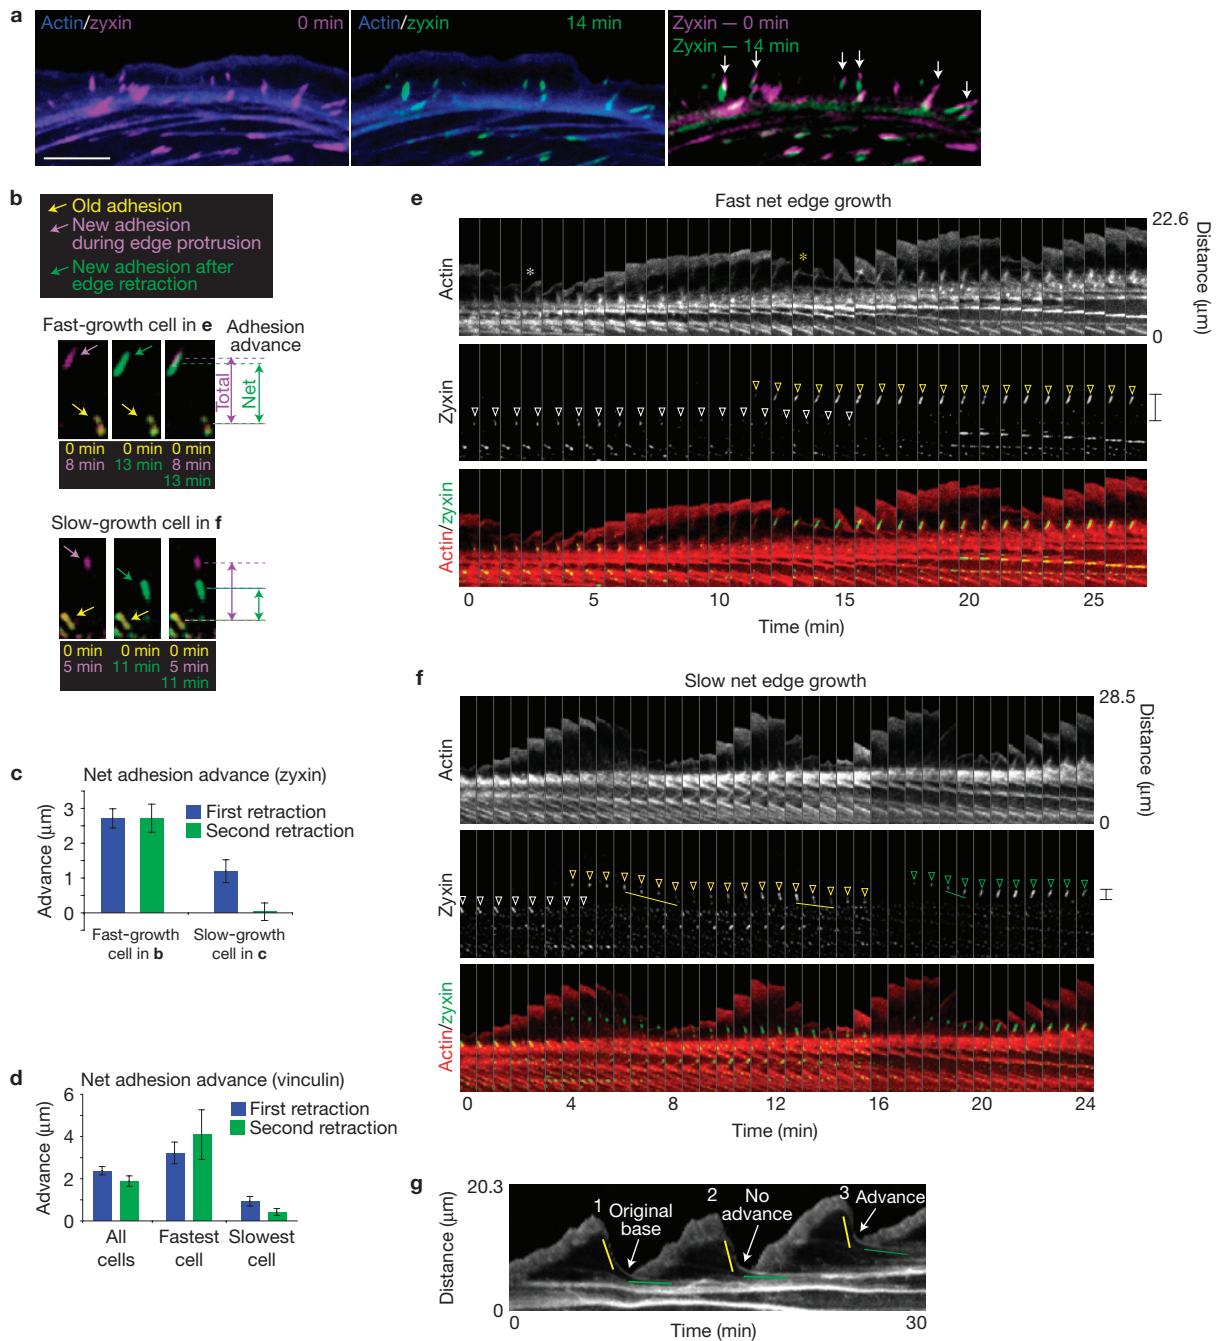 a
Actin/zyxin
0 min
Actin/zyxin
14 min
Zyxin — 0 min
Zyxin — 14 min
b
Old adhesion
New adhesion
during edge protrusion
New adhesion after
edge retraction
Fast-growth cell in e
Adhesion
advance
Total
Net
0 min
8 min
0 min
13 min
0 min
8 min
13 min
Slow-growth cell in f
0 min
5 min
0 min
11 min
0 min
5 min
11 min
c
Net adhesion advance (zyxin)
First retraction
Second retraction
Advance (μm)
3
2
1
0
Fast-growth
cell in b
Slow-growth
cell in c
d
Net adhesion advance (vinculin)
First retraction
Second retraction
Advance (μm)
6
4
2
0
All
cells
Fastest
cell
Slowest
cell
e
Fast net edge growth
Actin
*
*
22.6
0
Distance (μm)
Zyxin
Actin/zyxin
0 5 10 15 20 25
Time (min)
f
Slow net edge growth
Actin
28.5
0
Distance (μm)
Zyxin
Actin/zyxin
0 4 8 12 16 20 24
Time (min)
g
Distance (μm)
20.3
0
1
Original
base
2
No
advance
3
Advance
0
30
Time (min)